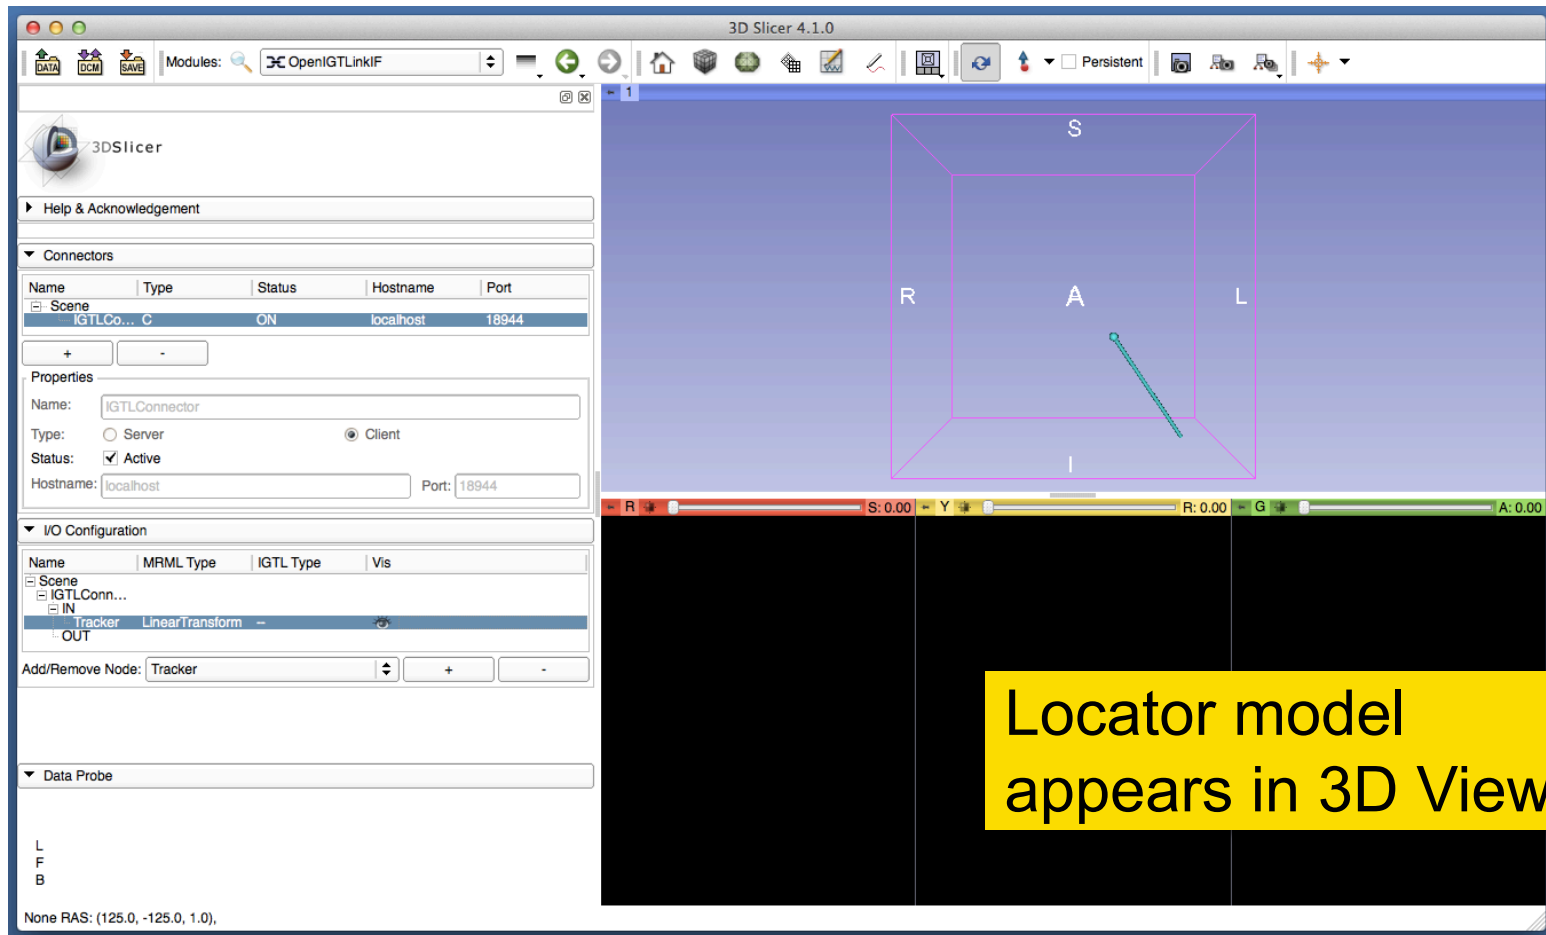 3D Slicer 4.1.0
DATA DCM SAVE Modules: OpenIGTLinkIF Persistent
1
3DSlicer
Help & Acknowledgement
Connectors
Name Type Status Hostname Port
Scene
IGTLCo... C ON localhost 18944
+ -
Properties
Name: IGTLConnector
Type: Server Client
Status: Active
Hostname: localhost Port: 18944
I/O Configuration
Name MRML Type IGTL Type Vis
Scene
IGTLConn...
IN
Tracker LinearTransform --
OUT
Add/Remove Node: Tracker + -
Data Probe
L
F
B
None RAS: (125.0, -125.0, 1.0),
S
R A L
I
R S: 0.00 Y R: 0.00 G A: 0.00
Locator model
appears in 3D View